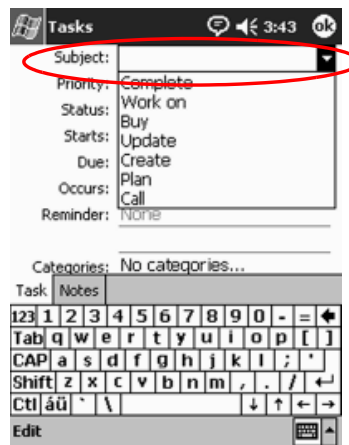 Tasks 3:43 ok
Subject:
Priority: Complete
Status: Work on
Buy
Starts: Update
Due: Create
Occurs: Plan
Call
Reminder: None
Categories: No categories...
Task Notes
123 1 2 3 4 5 6 7 8 9 0 - =
Tab q w e r t y u i o p [ ]
CAP a s d f g h j k l ; '
Shift z x c v b n m , . /
Ctl áü ` \
Edit